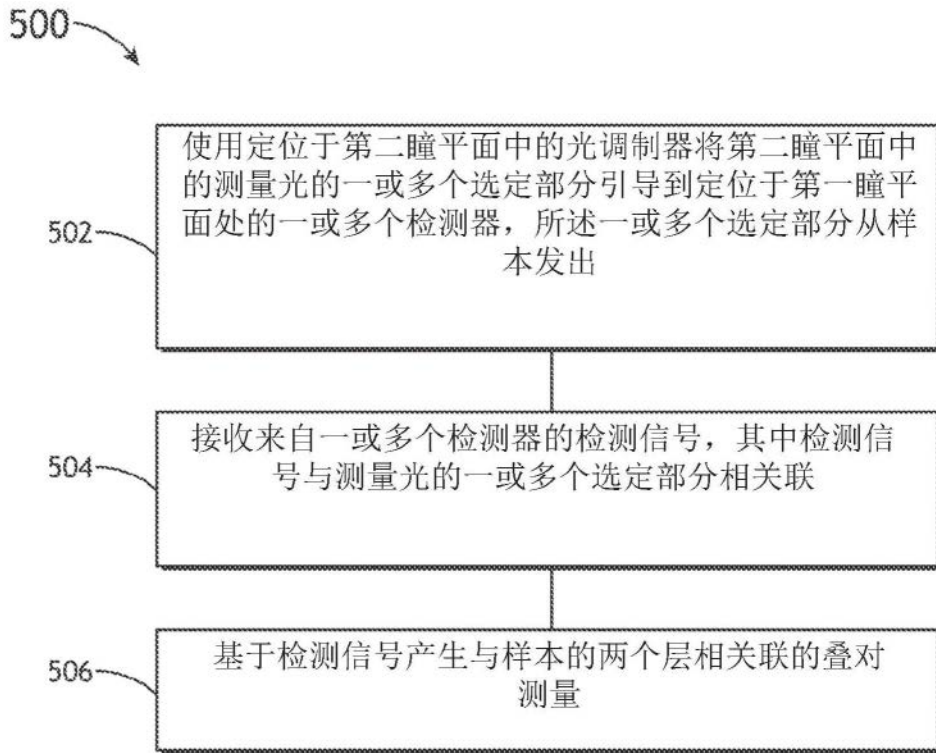 500
使用定位于第二瞳平面中的光调制器将第二瞳平面中
的测量光的一或多个选定部分引导到定位于第一瞳平
面处的一或多个检测器，所述一或多个选定部分从样
本发出
502
接收来自一或多个检测器的检测信号，其中检测信
号与测量光的一或多个选定部分相关联
504
基于检测信号产生与样本的两个层相关联的叠对
测量
506